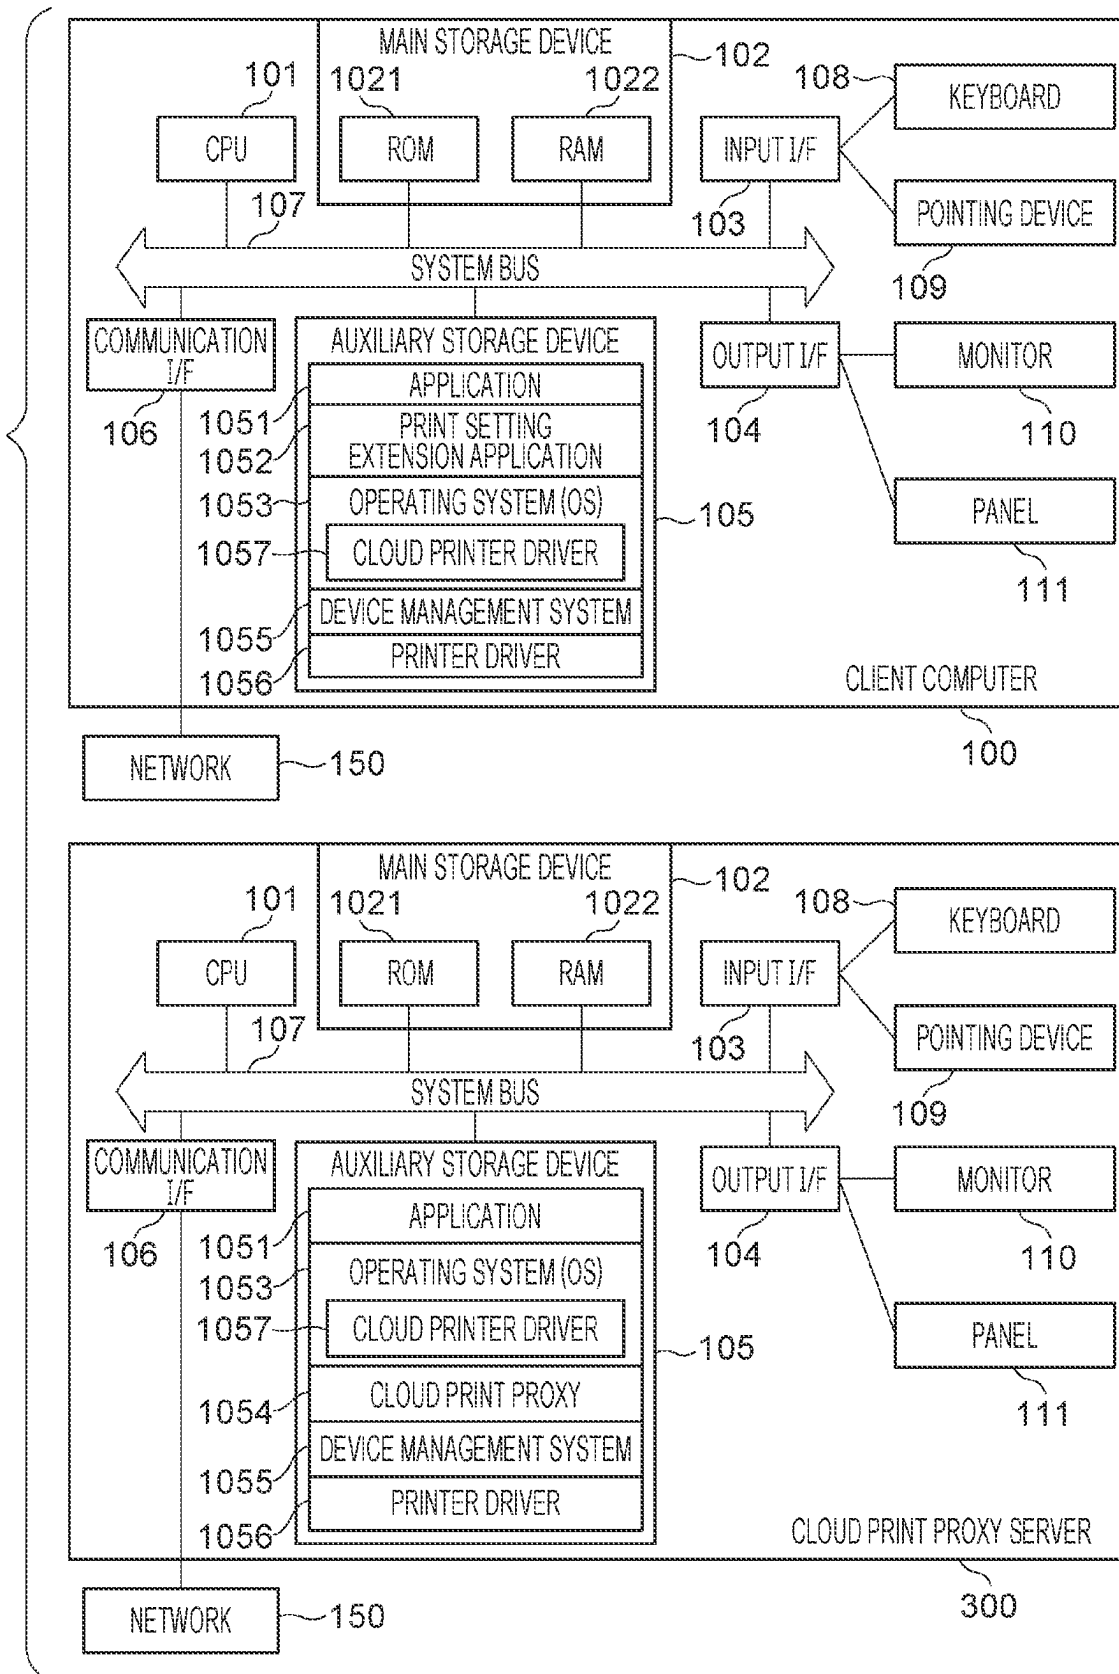 MAIN STORAGE DEVICE
102
101
1021
1022
108
KEYBOARD
CPU
ROM
RAM
INPUT I/F
107
103
POINTING DEVICE
109
SYSTEM BUS
COMMUNICATION
I/F
106
AUXILIARY STORAGE DEVICE
OUTPUT I/F
104
MONITOR
110
APPLICATION
1051
PRINT SETTING
EXTENSION APPLICATION
1052
OPERATING SYSTEM (OS)
1053
105
PANEL
111
CLOUD PRINTER DRIVER
1057
DEVICE MANAGEMENT SYSTEM
1055
PRINTER DRIVER
1056
CLIENT COMPUTER
100
NETWORK
150
MAIN STORAGE DEVICE
102
101
1021
1022
108
KEYBOARD
CPU
ROM
RAM
INPUT I/F
107
103
POINTING DEVICE
109
SYSTEM BUS
COMMUNICATION
I/F
106
AUXILIARY STORAGE DEVICE
OUTPUT I/F
104
MONITOR
110
APPLICATION
1051
OPERATING SYSTEM (OS)
1053
CLOUD PRINTER DRIVER
1057
105
PANEL
111
CLOUD PRINT PROXY
1054
DEVICE MANAGEMENT SYSTEM
1055
PRINTER DRIVER
1056
CLOUD PRINT PROXY SERVER
300
NETWORK
150